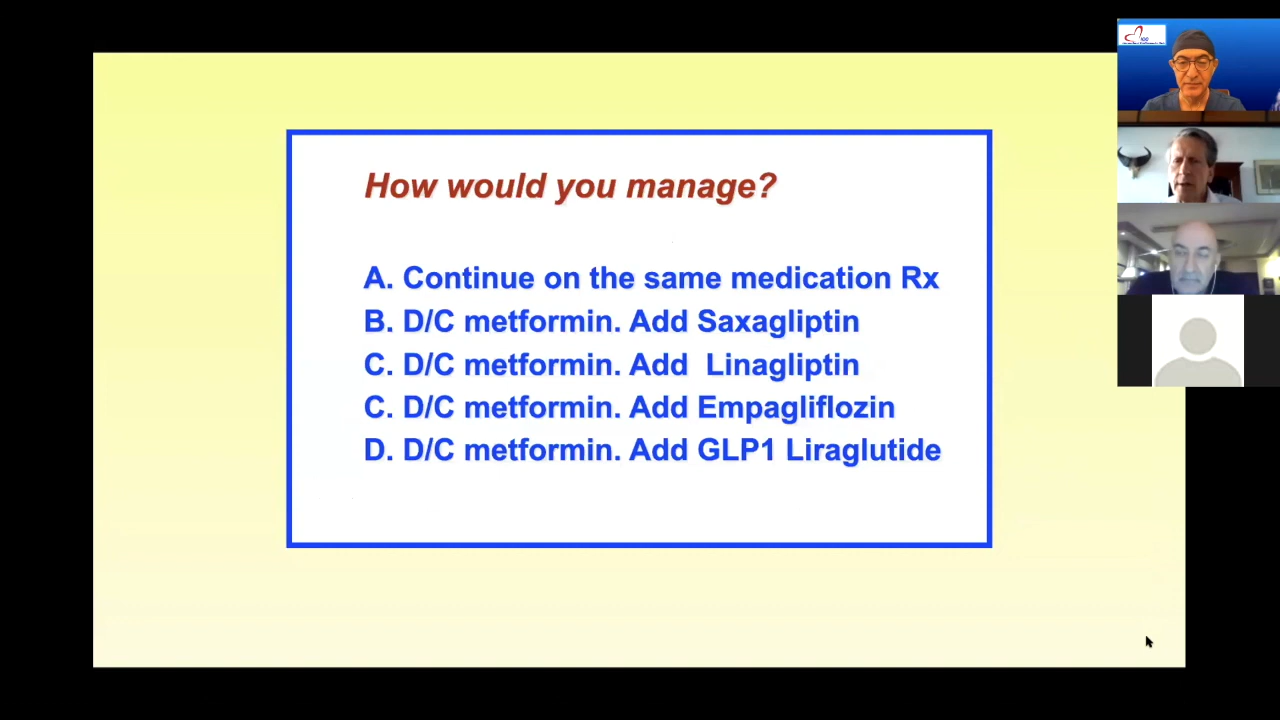 How would you manage?
A. Continue on the same medication Rx
B. D/C metformin. Add Saxagliptin
C. D/C metformin. Add Linagliptin
C. D/C metformin. Add Empagliflozin
D. D/C metformin. Add GLP1 Liraglutide